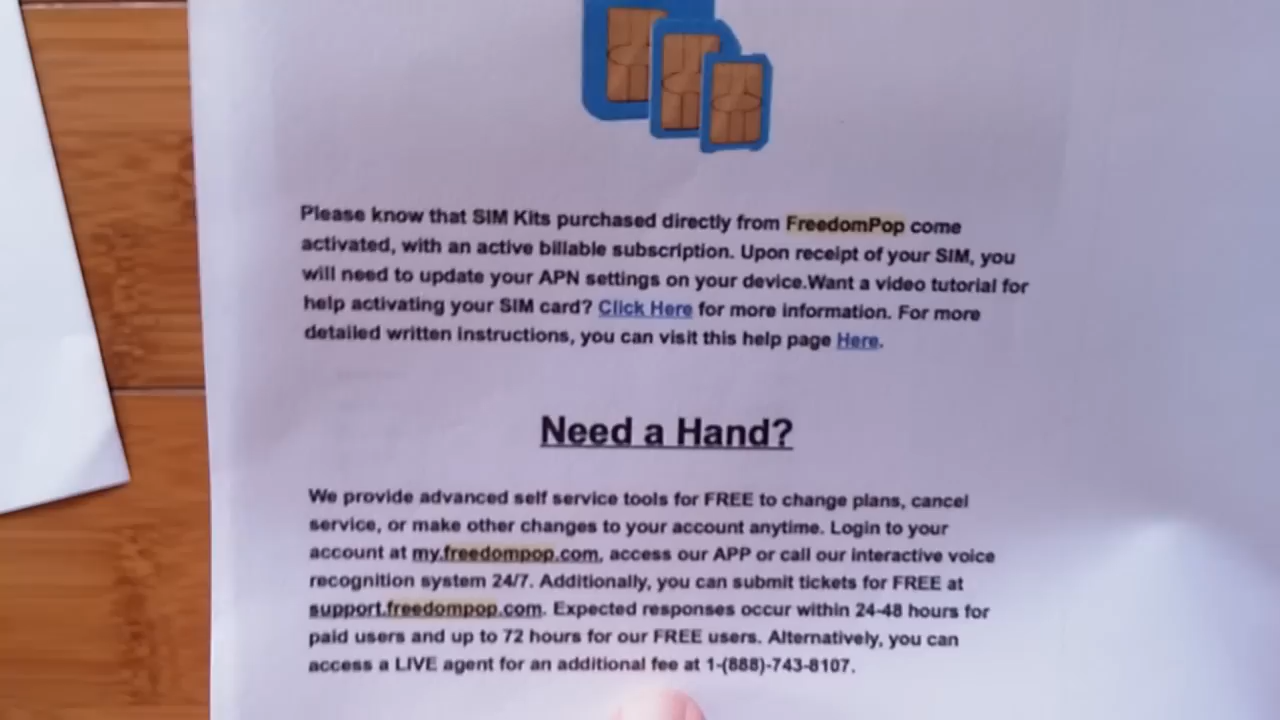 Please know that SIM Kits purchased directly from FreedomPop come
activated, with an active billable subscription. Upon receipt of your SIM, you
will need to update your APN settings on your device.Want a video tutorial for
help activating your SIM card? Click Here for more information. For more
detailed written instructions, you can visit this help page Here.
Need a Hand?
We provide advanced self service tools for FREE to change plans, cancel
service, or make other changes to your account anytime. Login to your
account at my.freedompop.com, access our APP or call our interactive voice
recognition system 24/7. Additionally, you can submit tickets for FREE at
support.freedompop.com. Expected responses occur within 24-48 hours for
paid users and up to 72 hours for our FREE users. Alternatively, you can
access a LIVE agent for an additional fee at 1-(888)-743-8107.